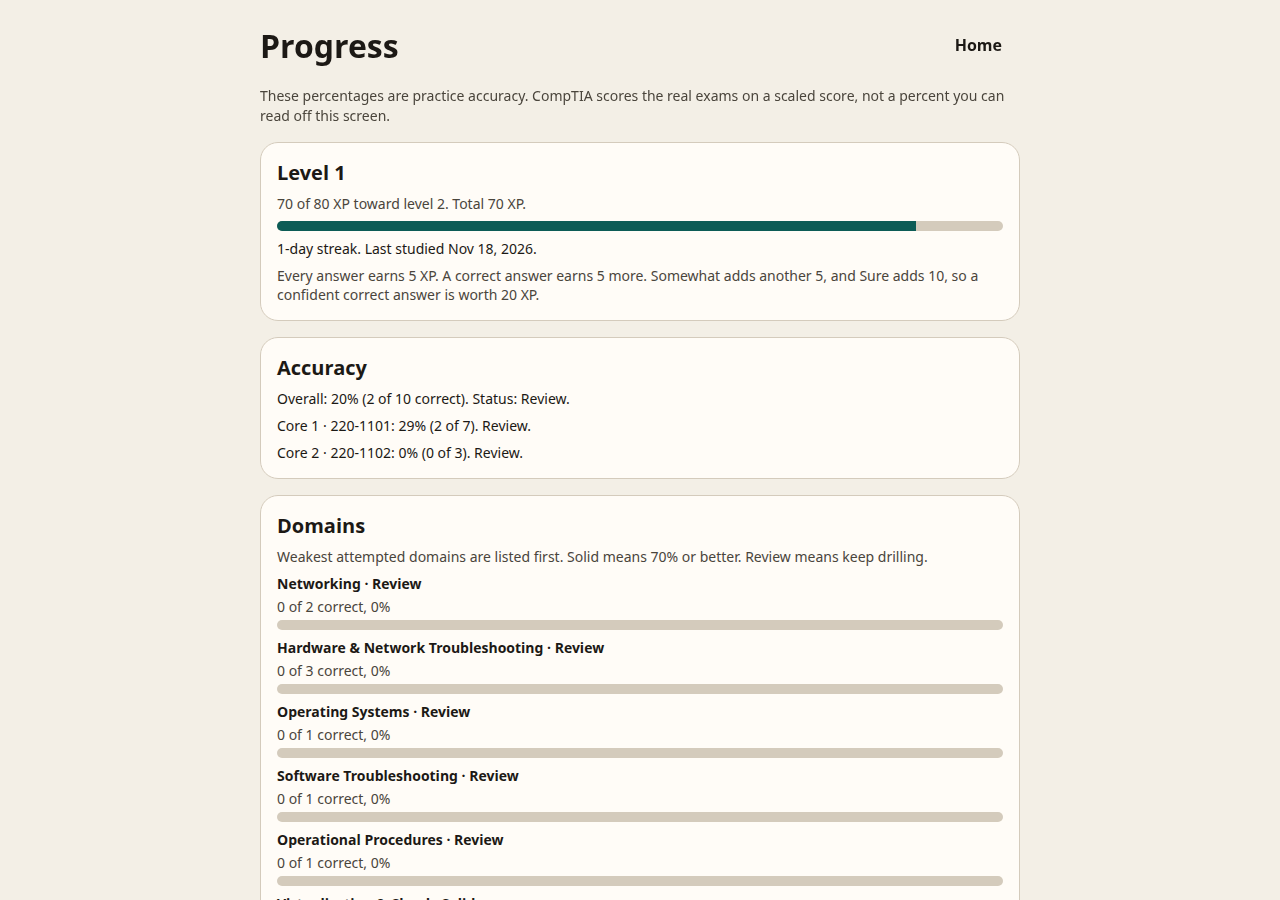 Progress
Home
These percentages are practice accuracy. CompTIA scores the real exams on a scaled score, not a percent you can
read off this screen.
Level 1
70 of 80 XP toward level 2. Total 70 XP.
1-day streak. Last studied Nov 18, 2026.
Every answer earns 5 XP. A correct answer earns 5 more. Somewhat adds another 5, and Sure adds 10, so a
confident correct answer is worth 20 XP.
Accuracy
Overall: 20% (2 of 10 correct). Status: Review.
Core 1 · 220-1101: 29% (2 of 7). Review.
Core 2 · 220-1102: 0% (0 of 3). Review.
Domains
Weakest attempted domains are listed first. Solid means 70% or better. Review means keep drilling.
Networking · Review
0 of 2 correct, 0%
Hardware & Network Troubleshooting · Review
0 of 3 correct, 0%
Operating Systems · Review
0 of 1 correct, 0%
Software Troubleshooting · Review
0 of 1 correct, 0%
Operational Procedures · Review
0 of 1 correct, 0%